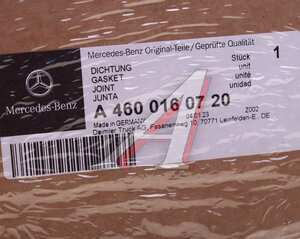 Mercedes-Benz Original-Teile/Geprüfte Qualität
DICHTUNG
GASKET
JOINT
JUNTA
Stück
unit
unité
unidad
1
Mercedes-Benz
A 460 016 07 20
Made in GERMANY 04.01.23 Z002
Daimler Truck AG, Fasanenweg 10, 70771 Leinfelden-E., DE